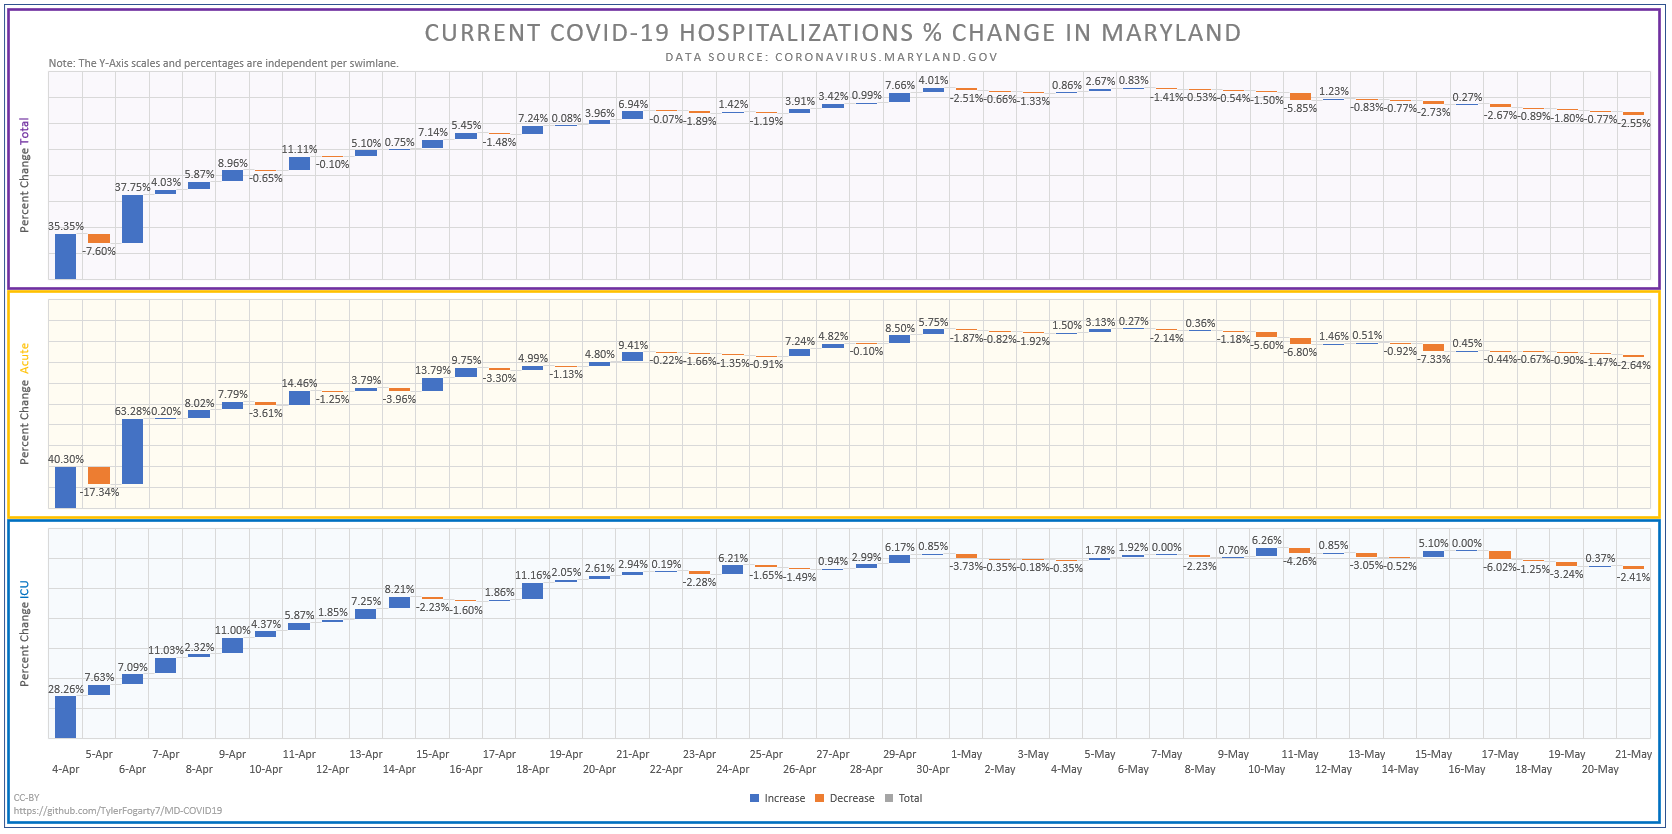 CURRENT COVID-19 HOSPITALIZATIONS % CHANGE IN MARYLAND
DATA SOURCE: CORONAVIRUS.MARYLAND.GOV
Note: The Y-Axis scales and percentages are independent per swimlane.
Percent Change Total
35.35% -7.60% 37.75% 4.03% 5.87% 8.96% -0.65% 11.11% -0.10% 5.10% 0.75% 7.14% 5.45% -1.48% 7.24% 0.08% 3.96% 6.94% -0.07% -1.89% 1.42% -1.19% 3.91% 3.42% 0.99% 7.66% 4.01% -2.51% -0.66% -1.33% 0.86% 2.67% 0.83% -1.41% -0.53% -0.54% -1.50% -5.85% 1.23% -0.83% -0.77% -2.73% 0.27% -2.67% -0.89% -1.80% -0.77% -2.55%
Percent Change Acute
40.30% -17.34% 63.28% 0.20% 8.02% 7.79% -3.61% 14.46% -1.25% 3.79% -3.96% 13.79% 9.75% -3.30% 4.99% -1.13% 4.80% 9.41% -0.22% -1.66% -1.35% -0.91% 7.24% 4.82% -0.10% 8.50% 5.75% -1.87% -0.82% -1.92% 1.50% 3.13% 0.27% -2.14% 0.36% -1.18% -5.60% -6.80% 1.46% 0.51% -0.92% -7.33% 0.45% -0.44% -0.67% -0.90% -1.47% -2.64%
Percent Change ICU
28.26% 7.63% 7.09% 11.03% 2.32% 11.00% 4.37% 5.87% 1.85% 7.25% 8.21% -2.23% -1.60% 1.86% 11.16% 2.05% 2.61% 2.94% 0.19% -2.28% 6.21% -1.65% -1.49% 0.94% 2.99% 6.17% 0.85% -3.73% -0.35% -0.18% -0.35% 1.78% 1.92% 0.00% -2.23% 0.70% 6.26% -4.26% 0.85% -3.05% -0.52% 5.10% 0.00% -6.02% -1.25% -3.24% 0.37% -2.41%
5-Apr 7-Apr 9-Apr 11-Apr 13-Apr 15-Apr 17-Apr 19-Apr 21-Apr 23-Apr 25-Apr 27-Apr 29-Apr 1-May 3-May 5-May 7-May 9-May 11-May 13-May 15-May 17-May 19-May 21-May
4-Apr 6-Apr 8-Apr 10-Apr 12-Apr 14-Apr 16-Apr 18-Apr 20-Apr 22-Apr 24-Apr 26-Apr 28-Apr 30-Apr 2-May 4-May 6-May 8-May 10-May 12-May 14-May 16-May 18-May 20-May
Increase Decrease Total
CC-BY
https://github.com/TylerFogarty7/MD-COVID19